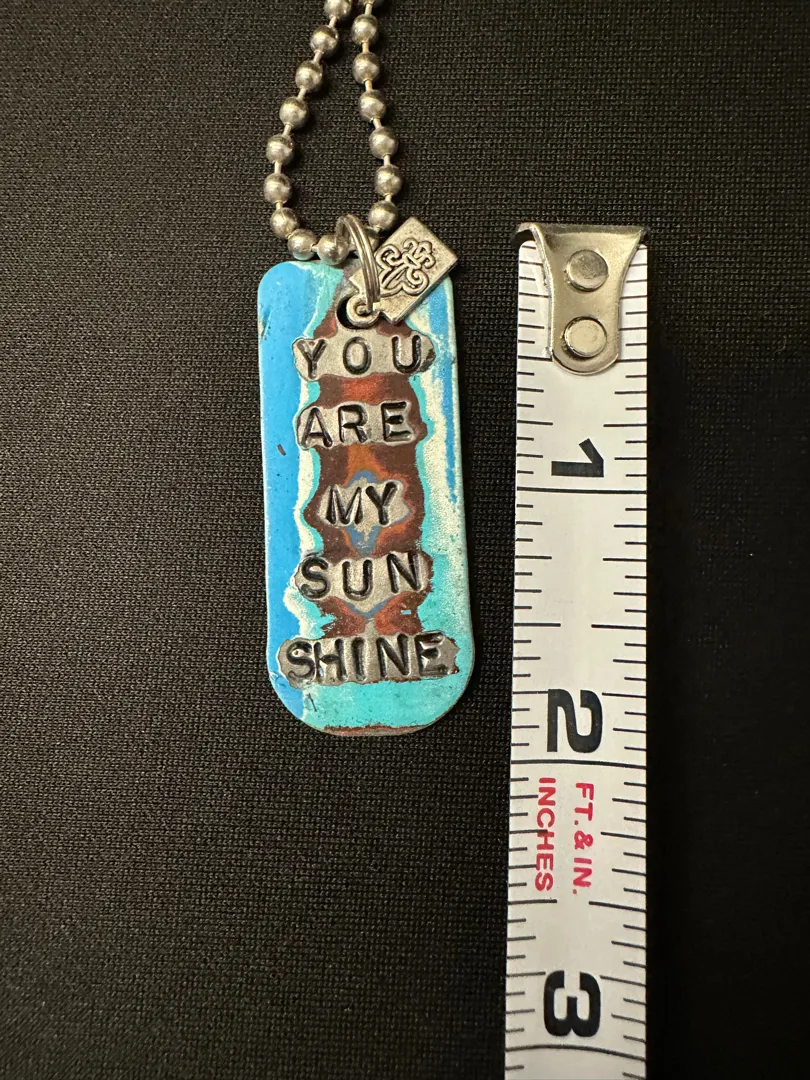 YOU
ARE
MY
SUN
SHINE
1
2
FT. & IN.
INCHES
3